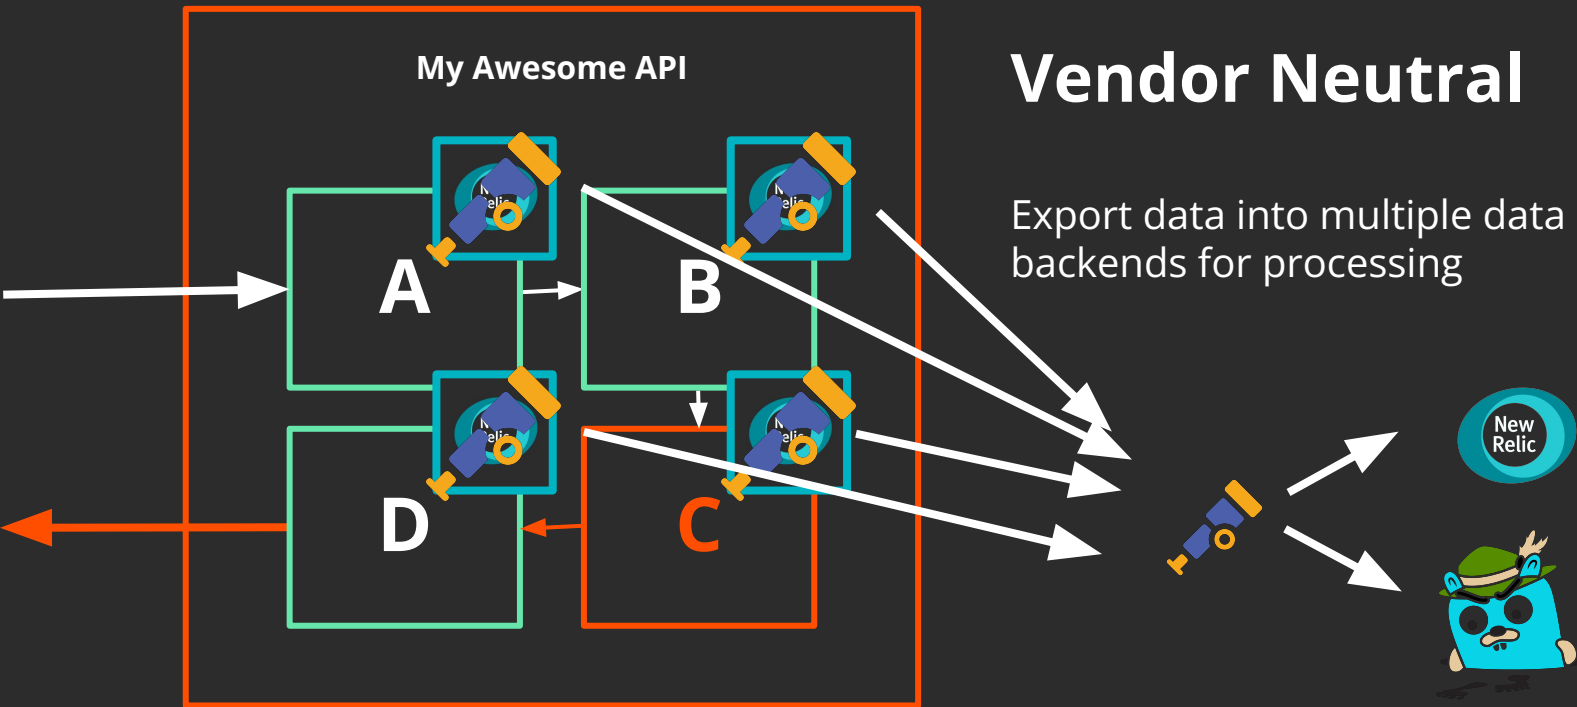 My Awesome API
Vendor Neutral
Export data into multiple data
backends for processing
A
B
D
C
New
Relic